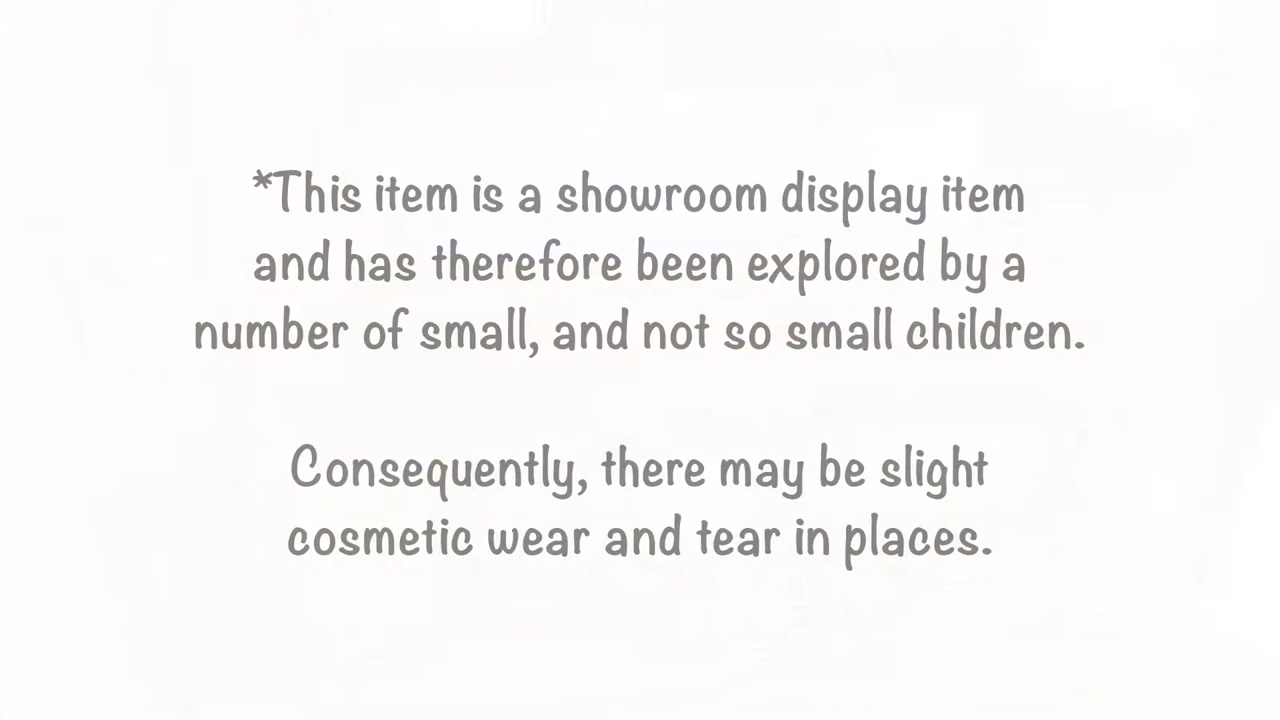 *This item is a showroom display item
and has therefore been explored by a
number of small, and not so small children.
Consequently, there may be slight
cosmetic wear and tear in places.